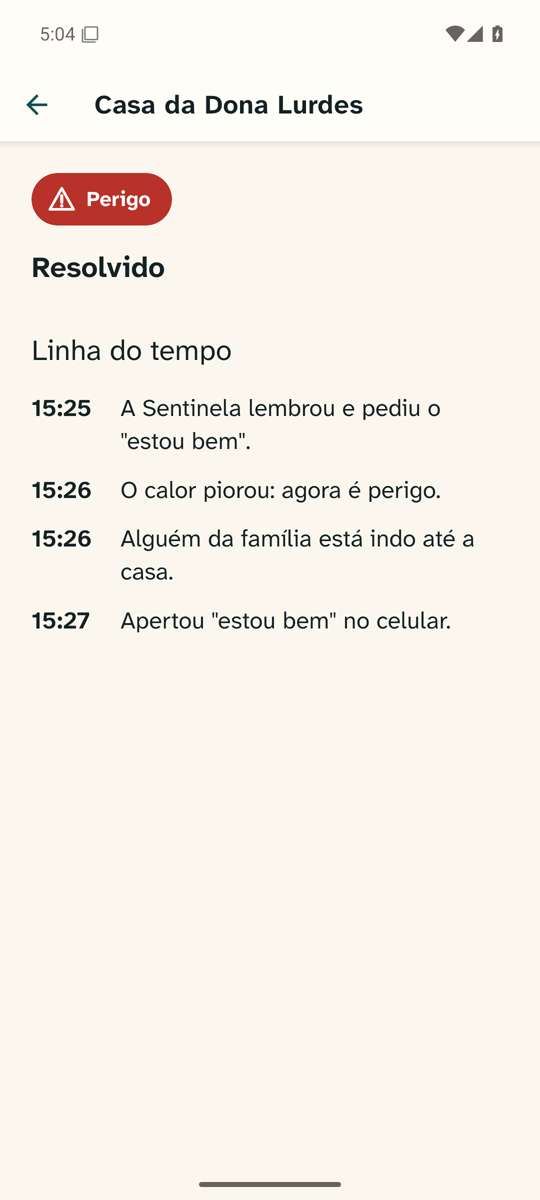 5:04
Casa da Dona Lurdes
Perigo
Resolvido
Linha do tempo
15:25 A Sentinela lembrou e pediu o
"estou bem".
15:26 O calor piorou: agora é perigo.
15:26 Alguém da família está indo até a
casa.
15:27 Apertou "estou bem" no celular.